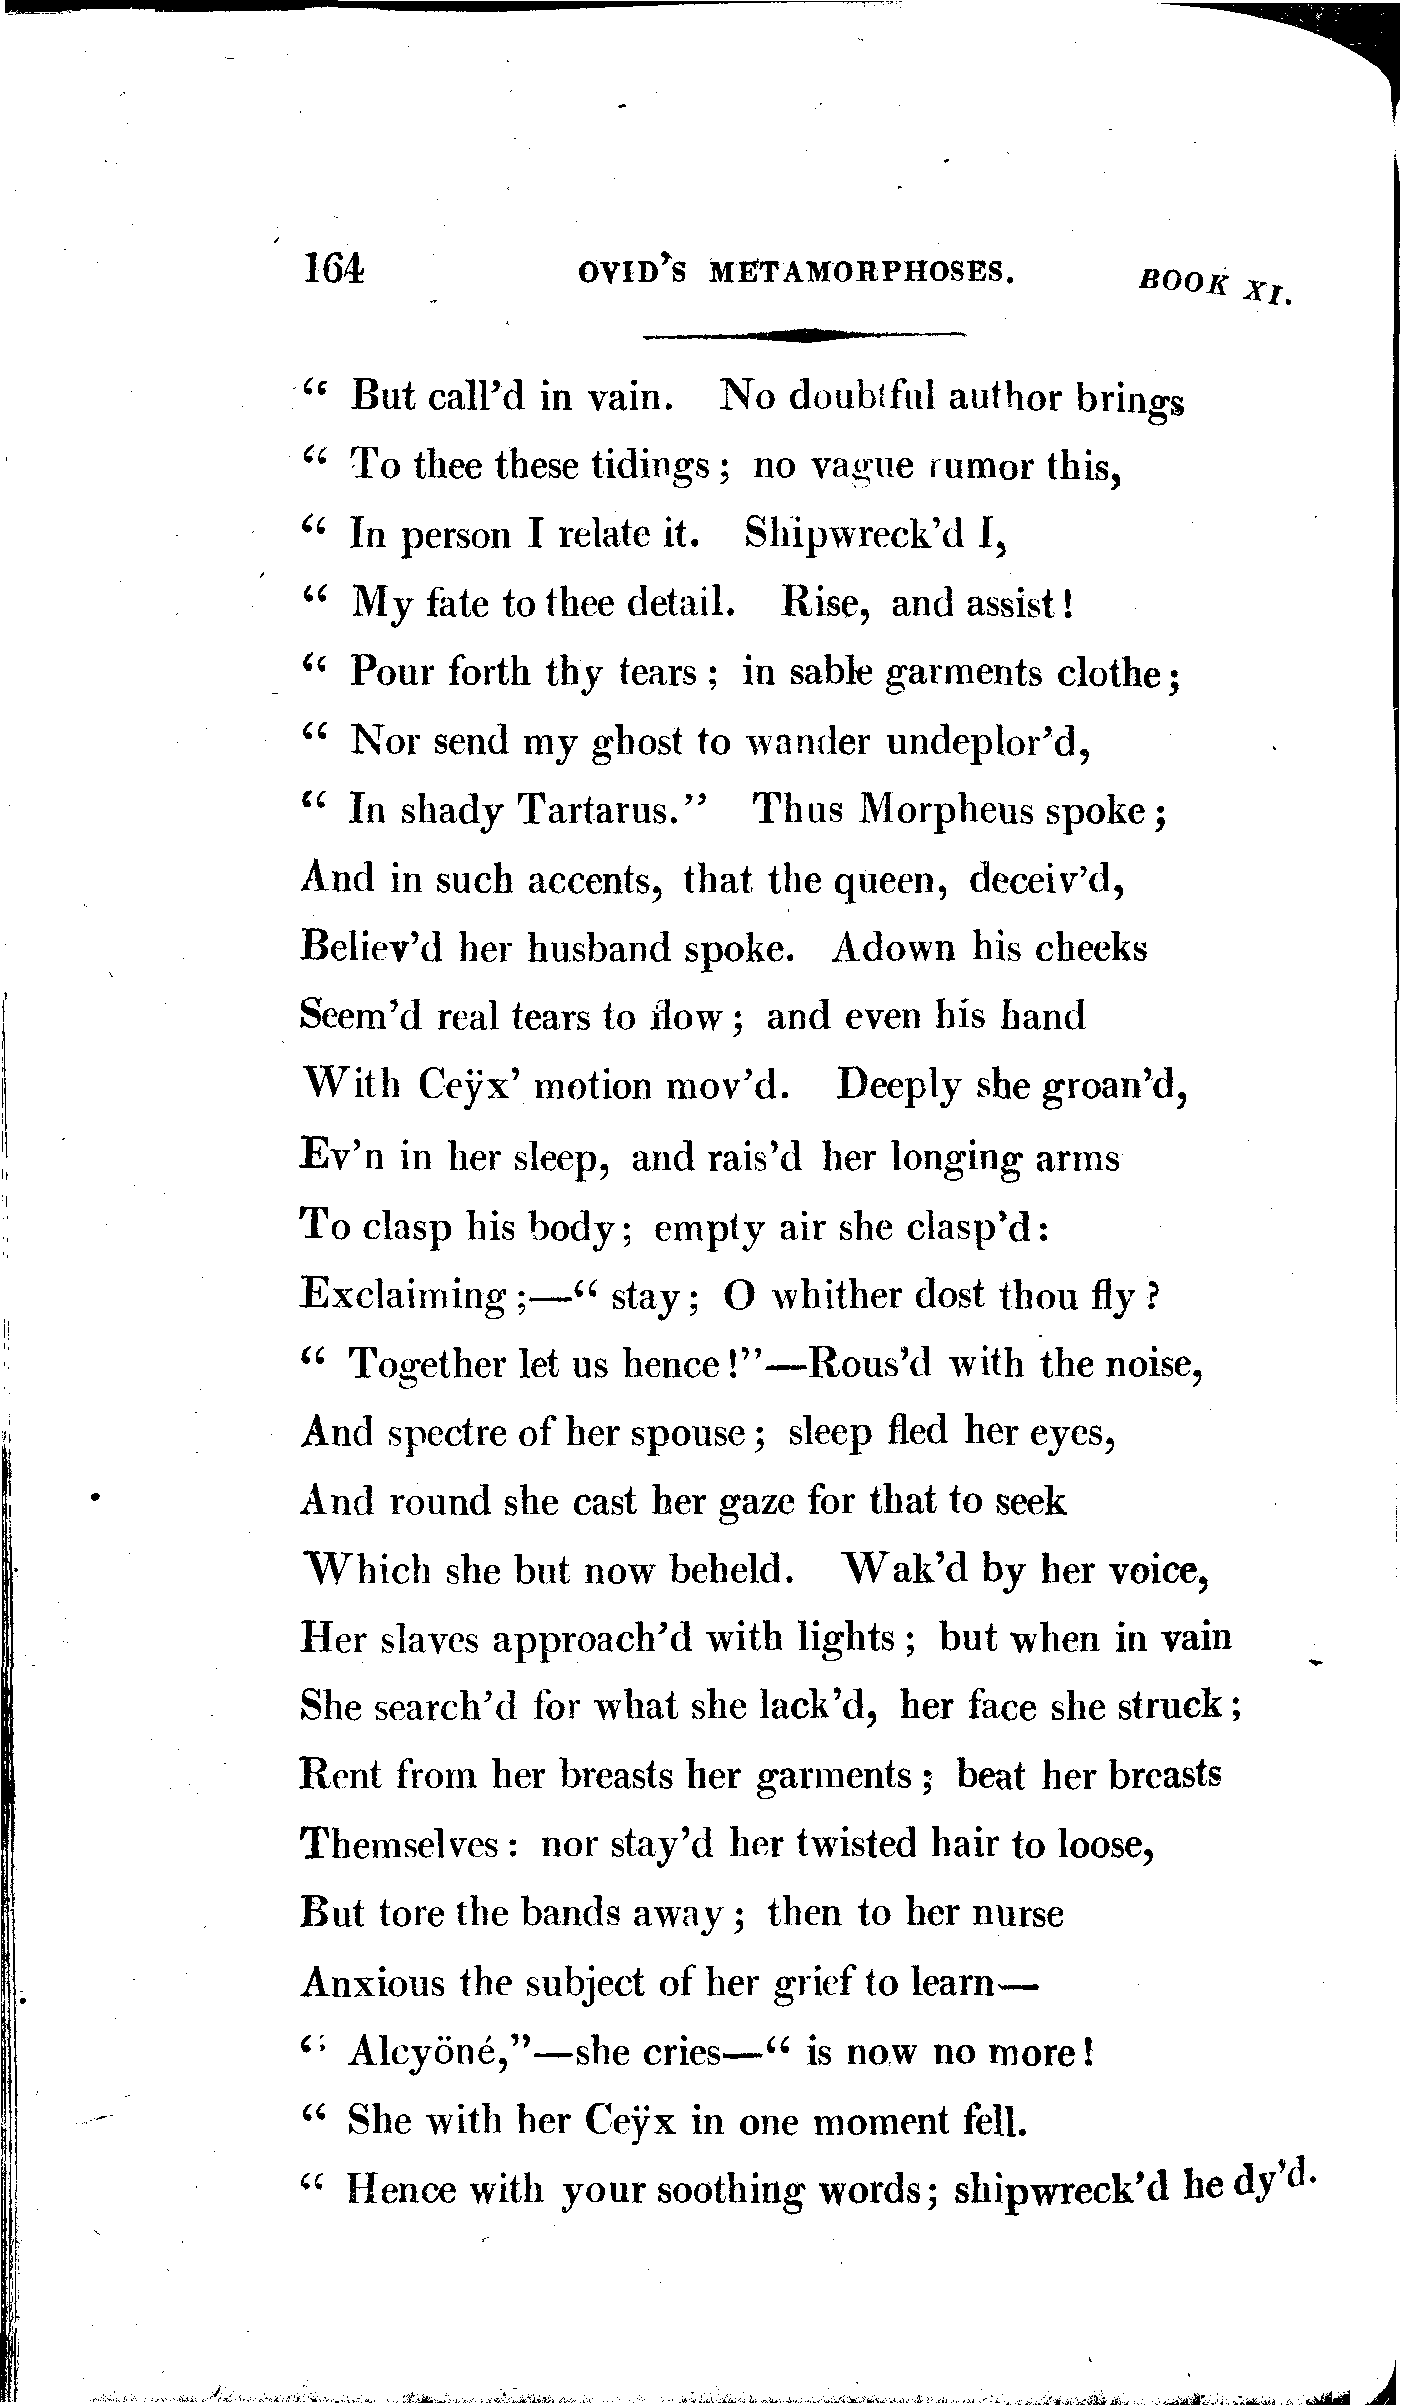 164 OVID'S METAMORPHOSES. BOOK XI.
“ But call'd in vain. No doubtful author brings
“ To thee these tidings; no vague rumor this,
“ In person I relate it. Shipwreck'd I,
“ My fate to thee detail. Rise, and assist!
“ Pour forth thy tears; in sable garments clothe;
“ Nor send my ghost to wander undeplor'd,
“ In shady Tartarus.” Thus Morpheus spoke;
And in such accents, that the queen, deceiv'd,
Believ'd her husband spoke. Adown his cheeks
Seem'd real tears to flow; and even his hand
With Ceÿx' motion mov'd. Deeply she groan'd,
Ev'n in her sleep, and rais'd her longing arms
To clasp his body; empty air she clasp'd:
Exclaiming;—“ stay; O whither dost thou fly?
“ Together let us hence!”—Rous'd with the noise,
And spectre of her spouse; sleep fled her eyes,
And round she cast her gaze for that to seek
Which she but now beheld. Wak'd by her voice,
Her slaves approach'd with lights; but when in vain
She search'd for what she lack'd, her face she struck;
Rent from her breasts her garments; beat her breasts
Themselves: nor stay'd her twisted hair to loose,
But tore the bands away; then to her nurse
Anxious the subject of her grief to learn—
“ Alcyöné,”—she cries—“ is now no more!
“ She with her Ceÿx in one moment fell.
“ Hence with your soothing words; shipwreck'd he dy'd.